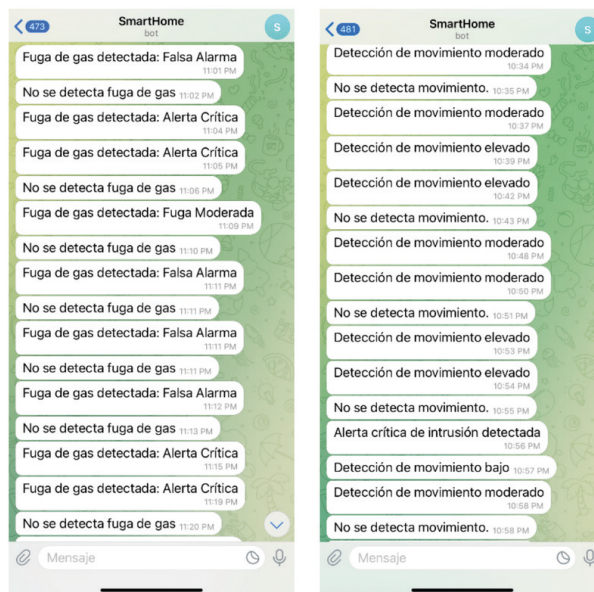 473
SmartHome
bot
S
Fuga de gas detectada: Falsa Alarma
11:01 PM
No se detecta fuga de gas 11:02 PM
Fuga de gas detectada: Alerta Crítica
11:04 PM
Fuga de gas detectada: Alerta Crítica
11:05 PM
No se detecta fuga de gas 11:06 PM
Fuga de gas detectada: Fuga Moderada
11:09 PM
No se detecta fuga de gas 11:10 PM
Fuga de gas detectada: Falsa Alarma
11:11 PM
No se detecta fuga de gas 11:11 PM
Fuga de gas detectada: Falsa Alarma
11:11 PM
No se detecta fuga de gas 11:11 PM
Fuga de gas detectada: Falsa Alarma
11:12 PM
No se detecta fuga de gas 11:13 PM
Fuga de gas detectada: Alerta Crítica
11:15 PM
Fuga de gas detectada: Alerta Crítica
11:19 PM
No se detecta fuga de gas 11:20 PM
Mensaje
481
SmartHome
bot
S
Detección de movimiento moderado
10:34 PM
No se detecta movimiento. 10:35 PM
Detección de movimiento moderado
10:37 PM
Detección de movimiento elevado
10:39 PM
Detección de movimiento elevado
10:42 PM
No se detecta movimiento. 10:43 PM
Detección de movimiento moderado
10:48 PM
Detección de movimiento moderado
10:50 PM
No se detecta movimiento. 10:51 PM
Detección de movimiento elevado
10:53 PM
Detección de movimiento elevado
10:54 PM
No se detecta movimiento. 10:55 PM
Alerta crítica de intrusión detectada
10:56 PM
Detección de movimiento bajo 10:57 PM
Detección de movimiento moderado
10:58 PM
No se detecta movimiento. 10:58 PM
Mensaje